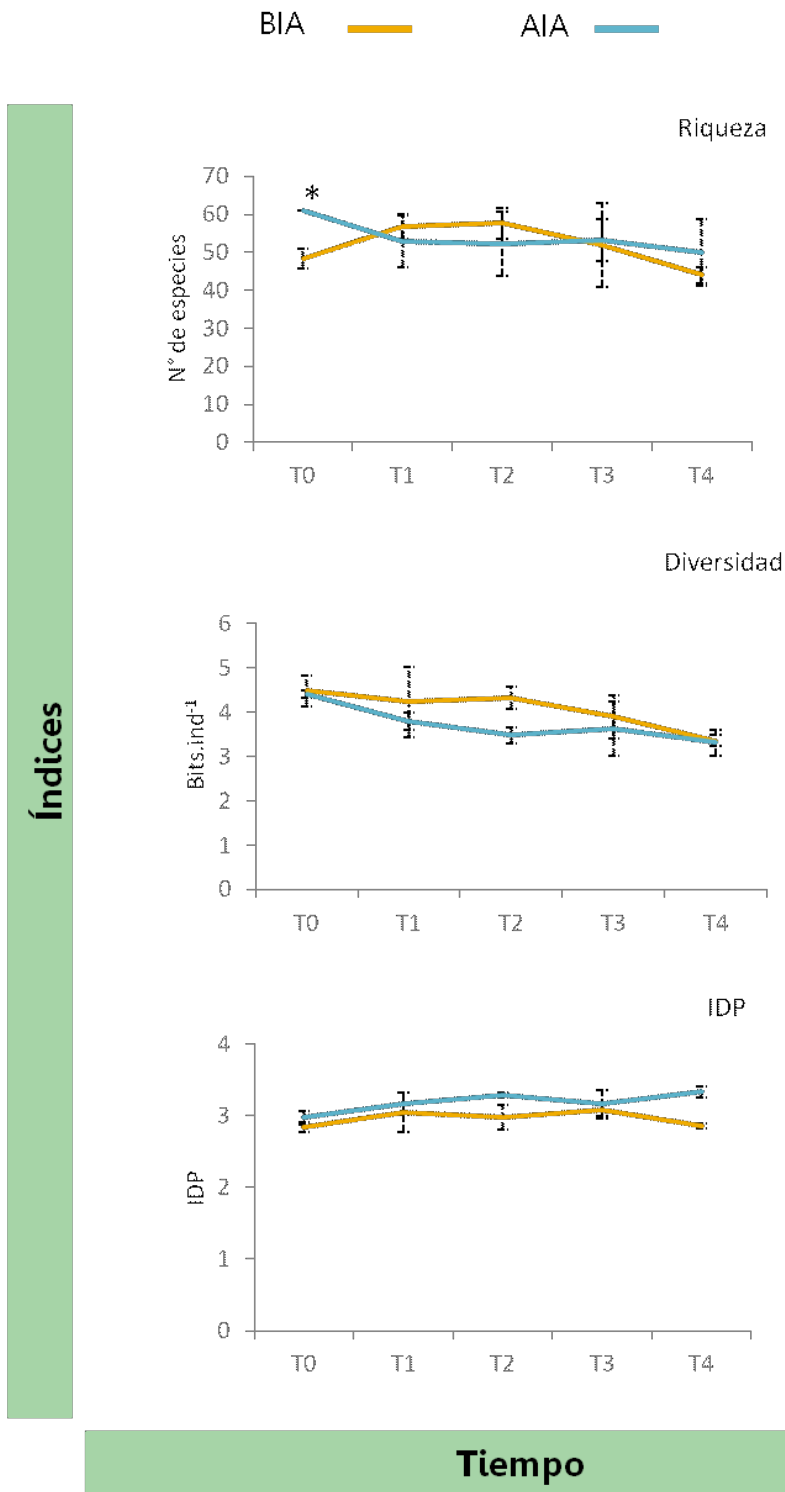 BIA AIA
Índices
Riqueza
N° de especies
70
60
50
40
30
20
10
0
*
T0 T1 T2 T3 T4
Diversidad
Bits.ind-1
6
5
4
3
2
1
0
T0 T1 T2 T3 T4
IDP
IDP
4
3
2
1
0
T0 T1 T2 T3 T4
Tiempo